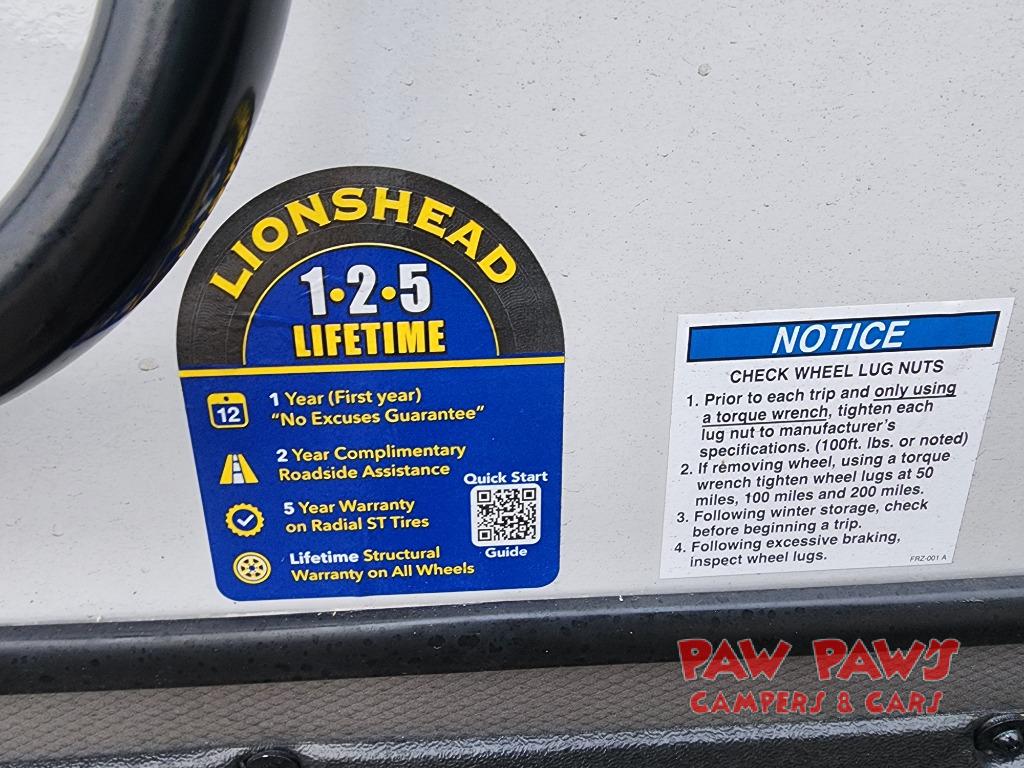 LIONSHEAD
1•2•5
LIFETIME
12
1 Year (First year)
"No Excuses Guarantee"
2 Year Complimentary
Roadside Assistance
5 Year Warranty
on Radial ST Tires
Lifetime Structural
Warranty on All Wheels
Quick Start
Guide
NOTICE
CHECK WHEEL LUG NUTS
1. Prior to each trip and only using
a torque wrench, tighten each
lug nut to manufacturer's
specifications. (100ft. lbs. or noted)
2. If removing wheel, using a torque
wrench tighten wheel lugs at 50
miles, 100 miles and 200 miles.
3. Following winter storage, check
before beginning a trip.
4. Following excessive braking,
inspect wheel lugs.
FRZ-001 A
PAW PAW'S
CAMPERS & CARS